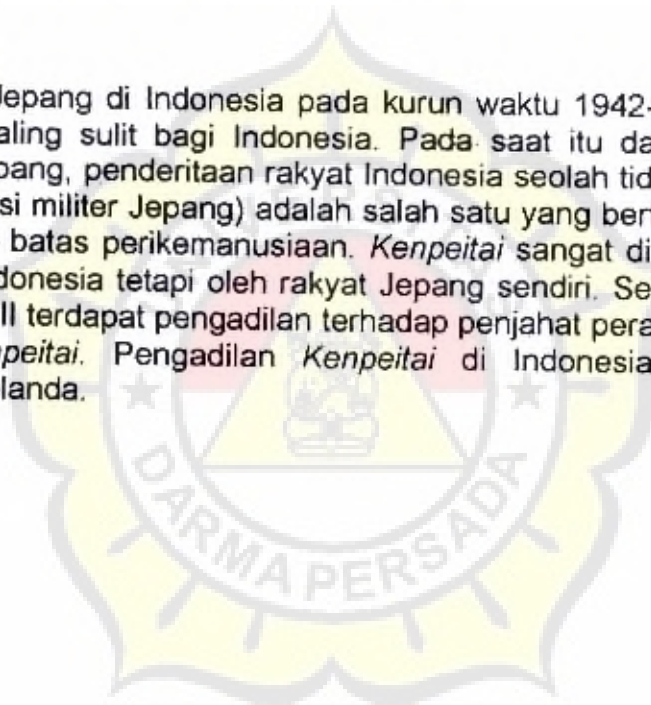 Jepang di Indonesia pada kurun waktu 1942-
aling sulit bagi Indonesia. Pada saat itu da
pang, penderitaan rakyat Indonesia seolah tid
si militer Jepang) adalah salah satu yang ber
batas perikemanusiaan. Kenpeitai sangat di
donesia tetapi oleh rakyat Jepang sendiri. Se
II terdapat pengadilan terhadap penjahat pera
peitai. Pengadilan Kenpeitai di Indonesia
landa.
DARMA PERSADA